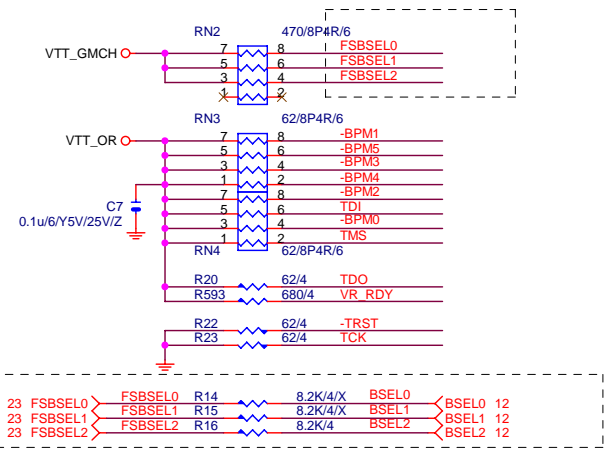 RN2 470/8P4R/6
VTT_GMCH 7 8 FSBSEL0
5 6 FSBSEL1
3 4 FSBSEL2
1 2
RN3 62/8P4R/6
VTT_OR 7 8 -BPM1
5 6 -BPM5
3 4 -BPM3
1 2 -BPM4
7 8 -BPM2
C7 5 6 TDI
0.1u/6/Y5V/25V/Z 3 4 -BPM0
1 2 TMS
RN4 62/8P4R/6
R20 62/4 TDO
R593 680/4 VR_RDY
R22 62/4 -TRST
R23 62/4 TCK
23 FSBSEL0 FSBSEL0 R14 8.2K/4/X BSEL0 BSEL0 12
23 FSBSEL1 FSBSEL1 R15 8.2K/4/X BSEL1 BSEL1 12
23 FSBSEL2 FSBSEL2 R16 8.2K/4 BSEL2 BSEL2 12